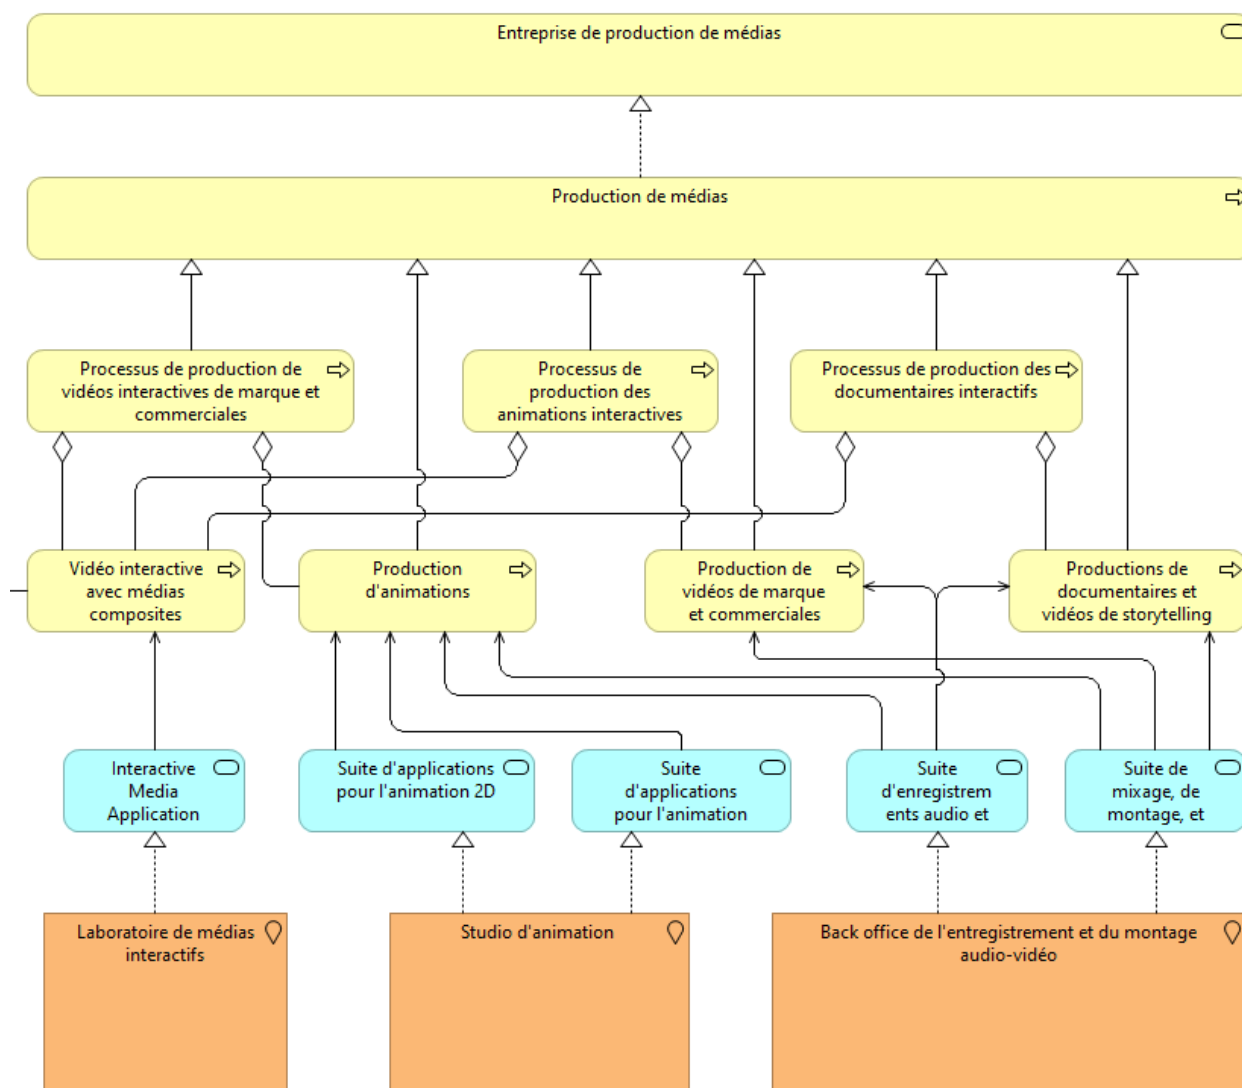 Entreprise de production de médias
Production de médias
Processus de production de
vidéos interactives de marque et
commerciales
Processus de
production des
animations interactives
Processus de production des
documentaires interactifs
Vidéo interactive
avec médias
composites
Production
d'animations
Production de
vidéos de marque
et commerciales
Productions de
documentaires et
vidéos de storytelling
Interactive
Media
Application
Suite d'applications
pour l'animation 2D
Suite
d'applications
pour l'animation
Suite
d'enregistrem
ents audio et
Suite de
mixage, de
montage, et
Laboratoire de médias
interactifs
Studio d'animation
Back office de l'entregistrement et du montage
audio-vidéo